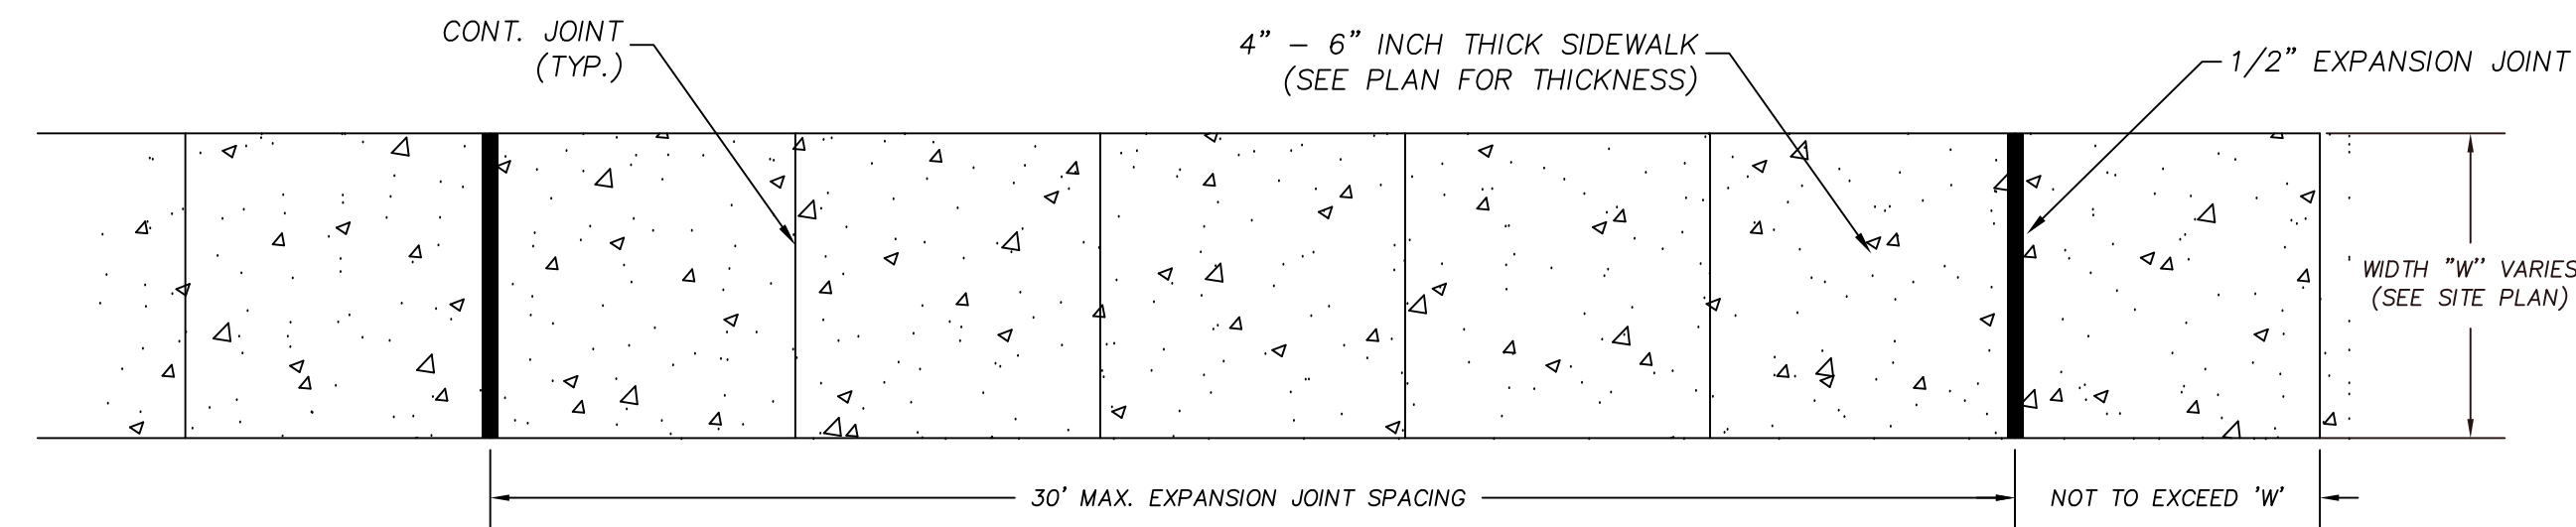 CONT. JOINT
(TYP.)
4" – 6" INCH THICK SIDEWALK
(SEE PLAN FOR THICKNESS)
1/2" EXPANSION JOINT
WIDTH "W" VARIES
(SEE SITE PLAN)
30' MAX. EXPANSION JOINT SPACING
NOT TO EXCEED 'W'